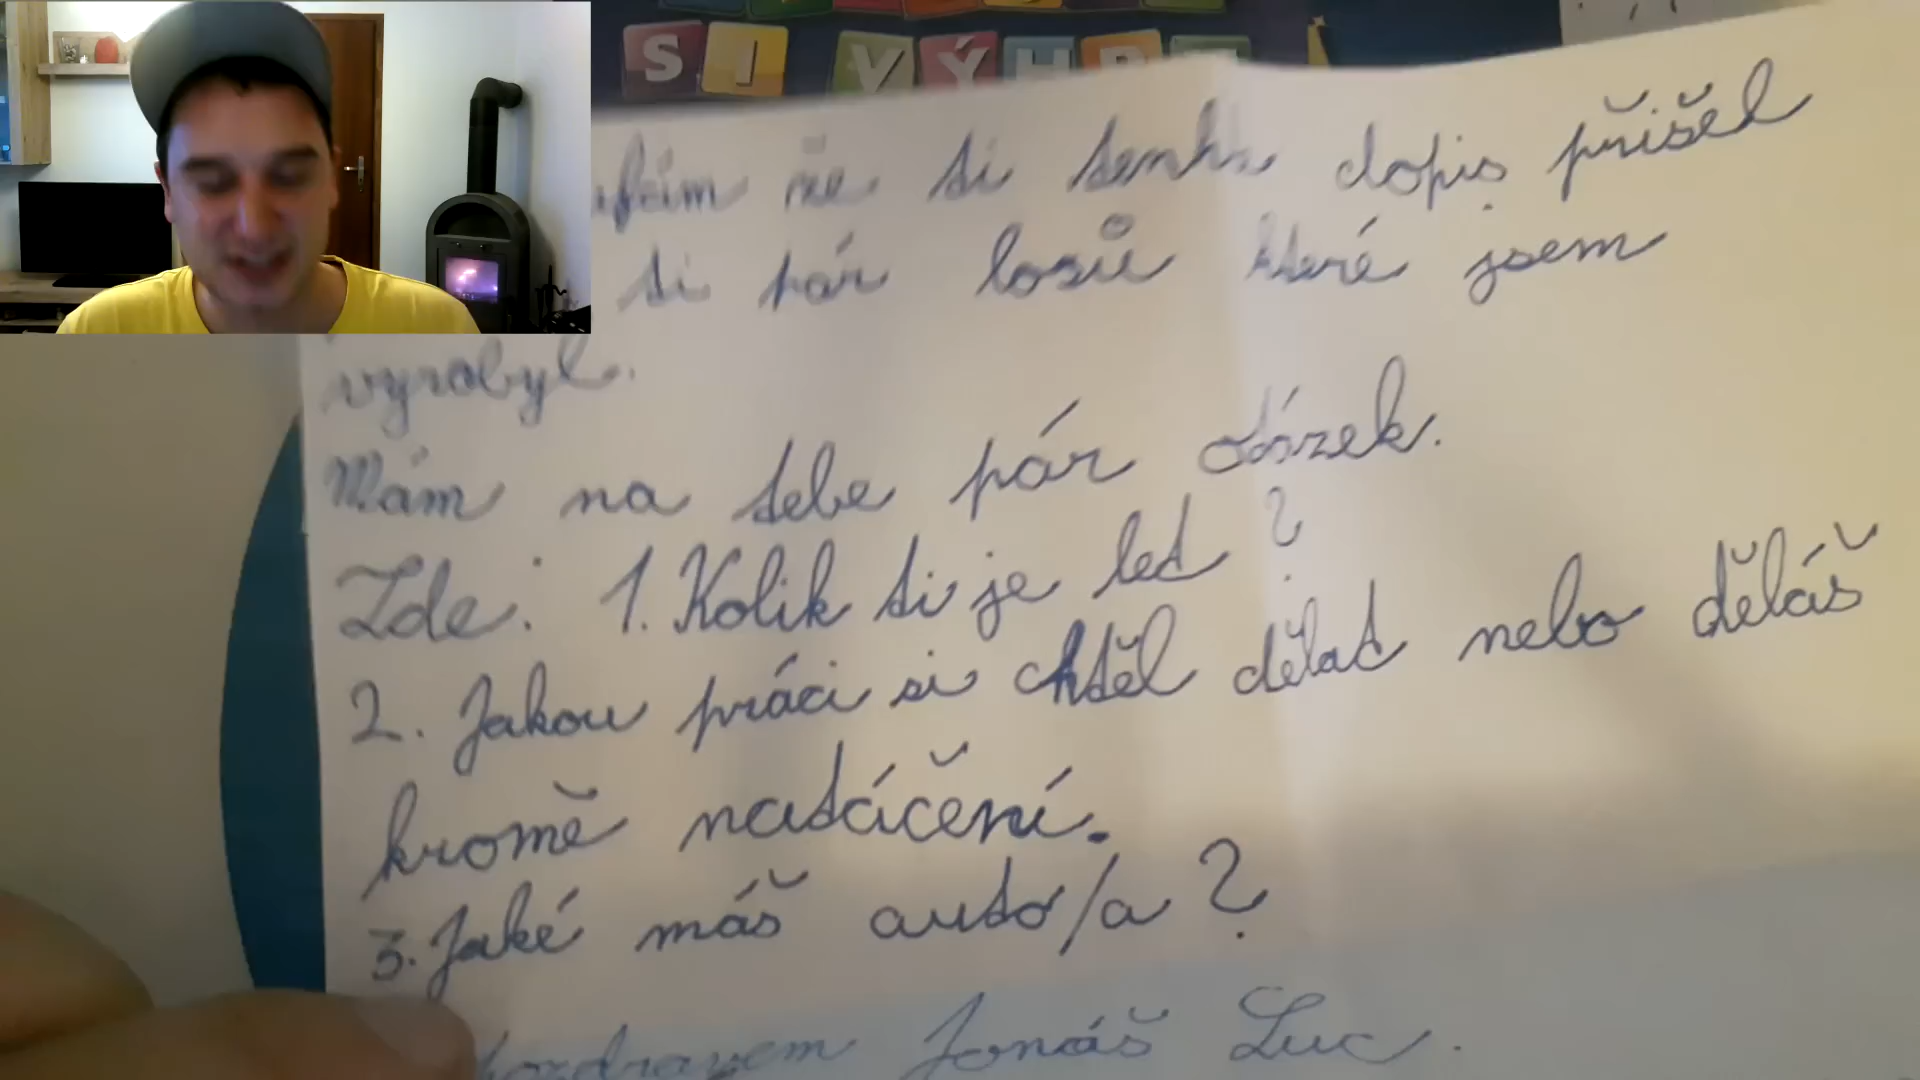 SI VÝHR
že ti tenhle dopis přišel
ti pár losů které jsem
vyrobyl.
Mám na tebe pár otázek.
Zde: 1. Kolik ti je let?
2. Jakou práci si chtěl dělat nebo děláš
kromě natáčení.
3. Jaké máš auto/a?
pozdravem Jonáš Luc.